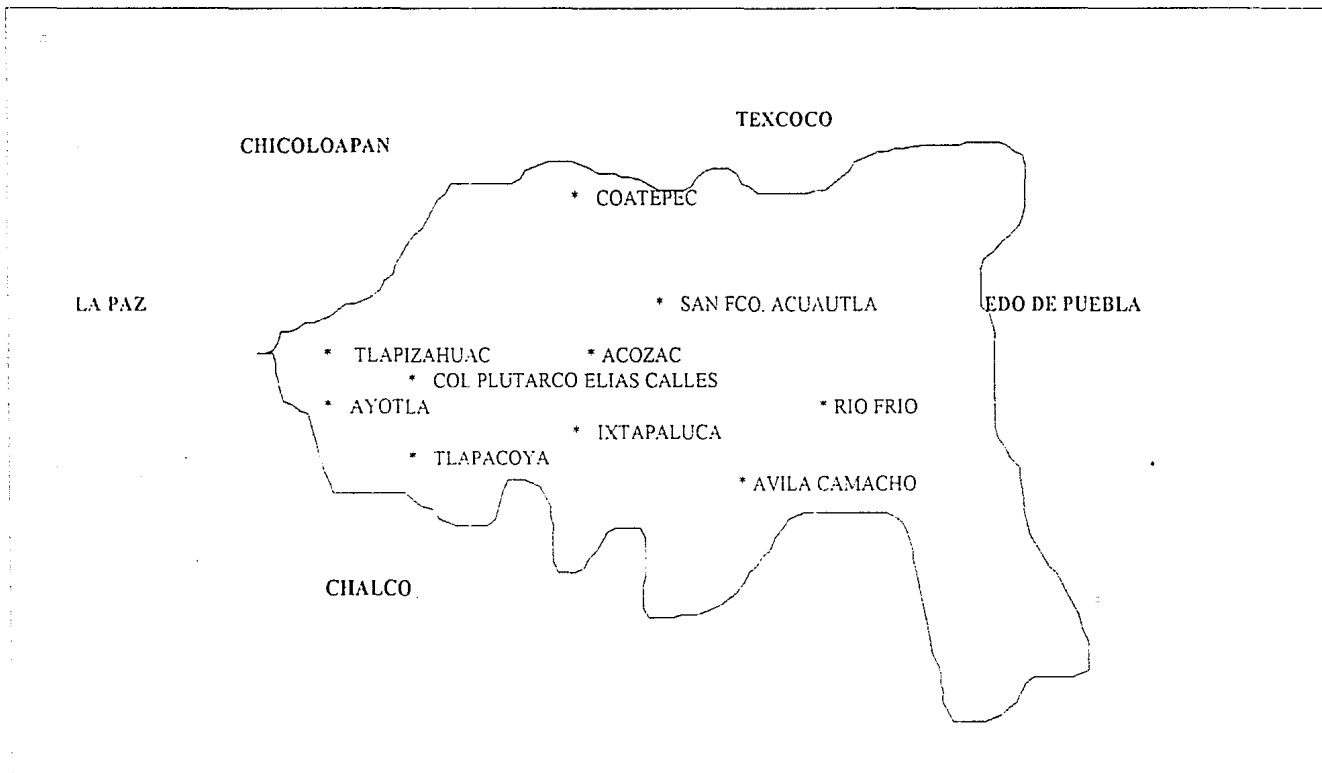 TEXCOCO
CHICOLOAPAN
* COATEPEC
LA PAZ
* SAN FCO. ACUAUTLA
EDO DE PUEBLA
* TLAPIZAHUAC
* ACOZAC
* COL PLUTARCO ELIAS CALLES
* AYOTLA
* RIO FRIO
* IXTAPALUCA
* TLAPACOYA
* AVILA CAMACHO
CHALCO